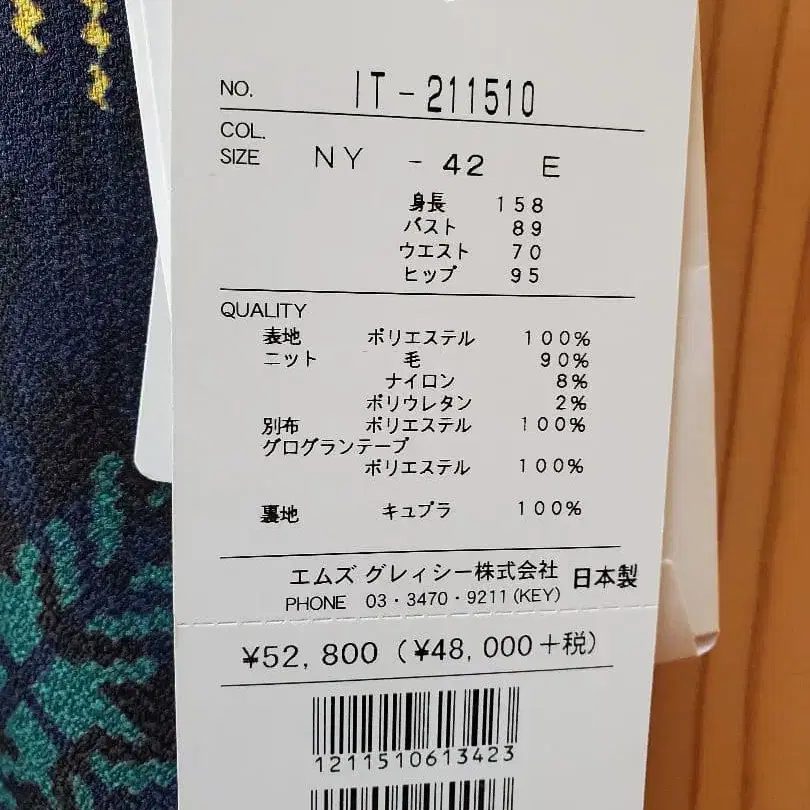 NO. IT-211510
COL.
SIZE NY -42 E
身長 158
バスト 89
ウエスト 70
ヒップ 95
QUALITY
表地 ポリエステル 100%
ニット 毛 90%
ナイロン 8%
ポリウレタン 2%
別布 ポリエステル 100%
グログランテープ
ポリエステル 100%
裏地 キュプラ 100%
エムズ グレィシー株式会社 日本製
PHONE 03・3470・9211(KEY)
¥52,800(¥48,000+税)
1211510613423